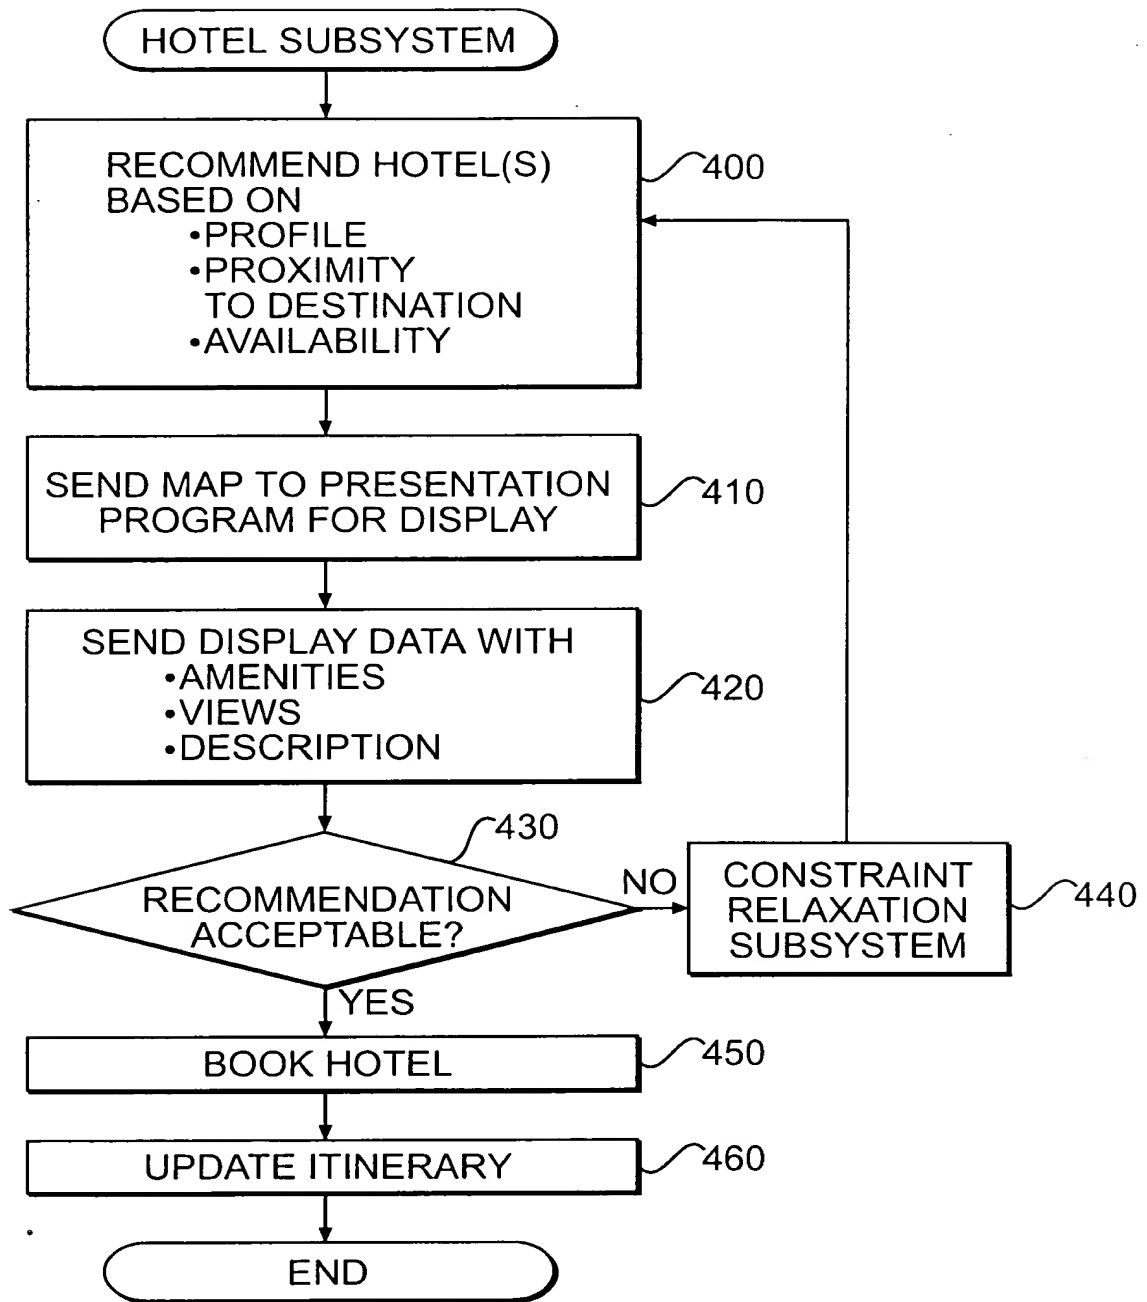 HOTEL SUBSYSTEM
RECOMMEND HOTEL(S)
BASED ON
•PROFILE
•PROXIMITY
TO DESTINATION
•AVAILABILITY
400
SEND MAP TO PRESENTATION
PROGRAM FOR DISPLAY
410
SEND DISPLAY DATA WITH
•AMENITIES
•VIEWS
•DESCRIPTION
420
430
RECOMMENDATION
ACCEPTABLE?
NO
CONSTRAINT
RELAXATION
SUBSYSTEM
440
YES
BOOK HOTEL
450
UPDATE ITINERARY
460
END